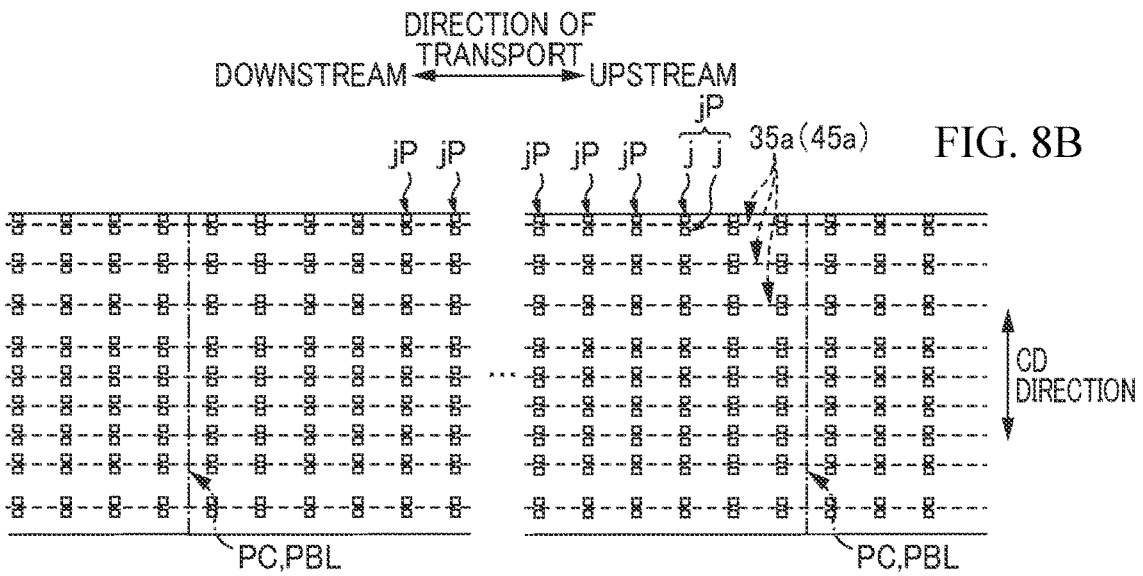 DIRECTION OF
TRANSPORT
DOWNSTREAM UPSTREAM
jP
jP jP jP jP jP j j 35a(45a) FIG. 8B
...
CD
DIRECTION
PC,PBL PC,PBL